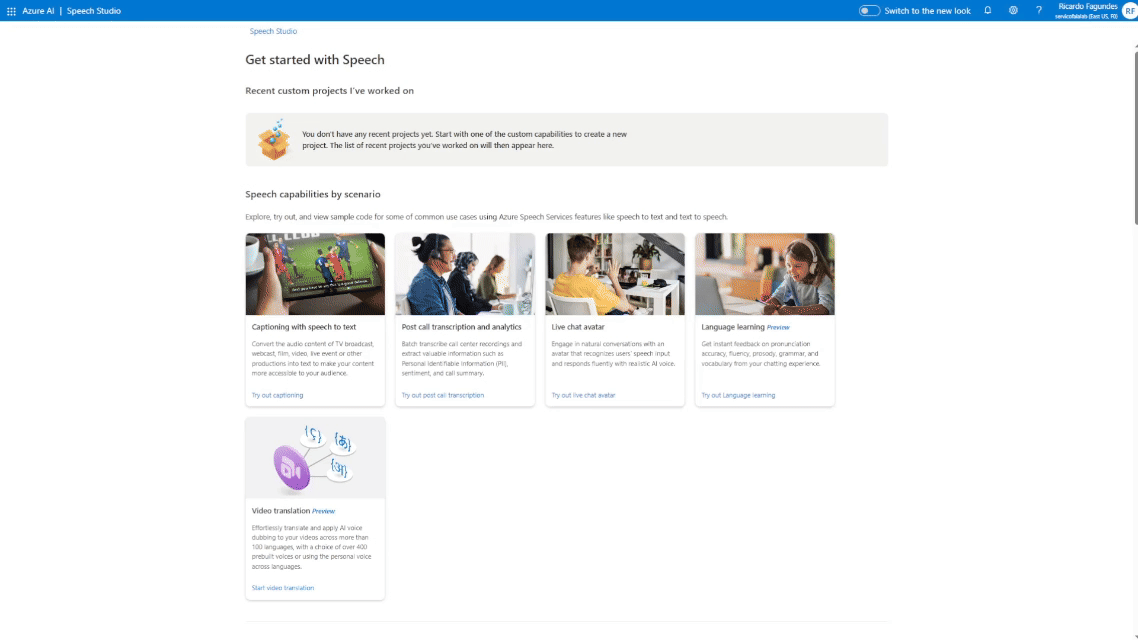 Azure AI | Speech Studio
Switch to the new look
?
Ricardo Fagundes
servicofalalab (East US, F0)
RF
Speech Studio
Get started with Speech
Recent custom projects I've worked on
You don't have any recent projects yet. Start with one of the custom capabilities to create a new
project. The list of recent projects you've worked on will then appear here.
Speech capabilities by scenario
Explore, try out, and view sample code for some of common use cases using Azure Speech Services features like speech to text and text to speech.
Captioning with speech to text
Convert the audio content of TV broadcast,
webcast, film, video, live event or other
productions into text to make your content
more accessible to your audience.
Try out captioning
Post call transcription and analytics
Batch transcribe call center recordings and
extract valuable information such as
Personal Identifiable Information (PII),
sentiment, and call summary.
Try out post call transcription
Live chat avatar
Engage in natural conversations with an
avatar that recognizes users' speech input
and responds fluently with realistic AI voice.
Try out live chat avatar
Language learning Preview
Get instant feedback on pronunciation
accuracy, fluency, prosody, grammar, and
vocabulary from your chatting experience.
Try out Language learning
Video translation Preview
Effortlessly translate and apply AI voice
dubbing to your videos across more than
100 languages, with a choice of over 400
prebuilt voices or using the personal voice
across languages.
Start video translation